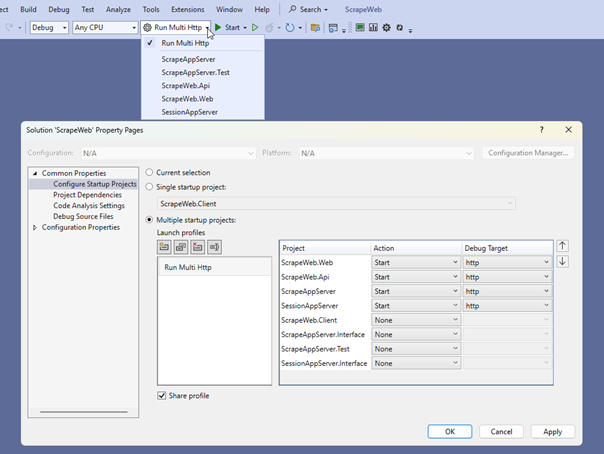 ect Build Debug Test Analyze Tools Extensions Window Help Search ScrapeWeb
Debug Any CPU Run Multi Http Start
Run Multi Http
ScrapeAppServer
ScrapeAppServer.Test
ScrapeWeb.Api
ScrapeWeb.Web
SessionAppServer
Solution 'ScrapeWeb' Property Pages ?
Configuration: N/A Platform: N/A Configuration Manager...
Common Properties
Configure Startup Projects
Project Dependencies
Code Analysis Settings
Debug Source Files
Configuration Properties
Current selection
Single startup project:
ScrapeWeb.Client
Multiple startup projects:
Launch profiles
Run Multi Http
Project Action Debug Target
ScrapeWeb.Web Start http
ScrapeWeb.Api Start http
ScrapeAppServer Start http
SessionAppServer Start http
ScrapeWeb.Client None
ScrapeAppServer.Interface None
ScrapeAppServer.Test None
SessionAppServer.Interface None
Share profile
OK Cancel Apply